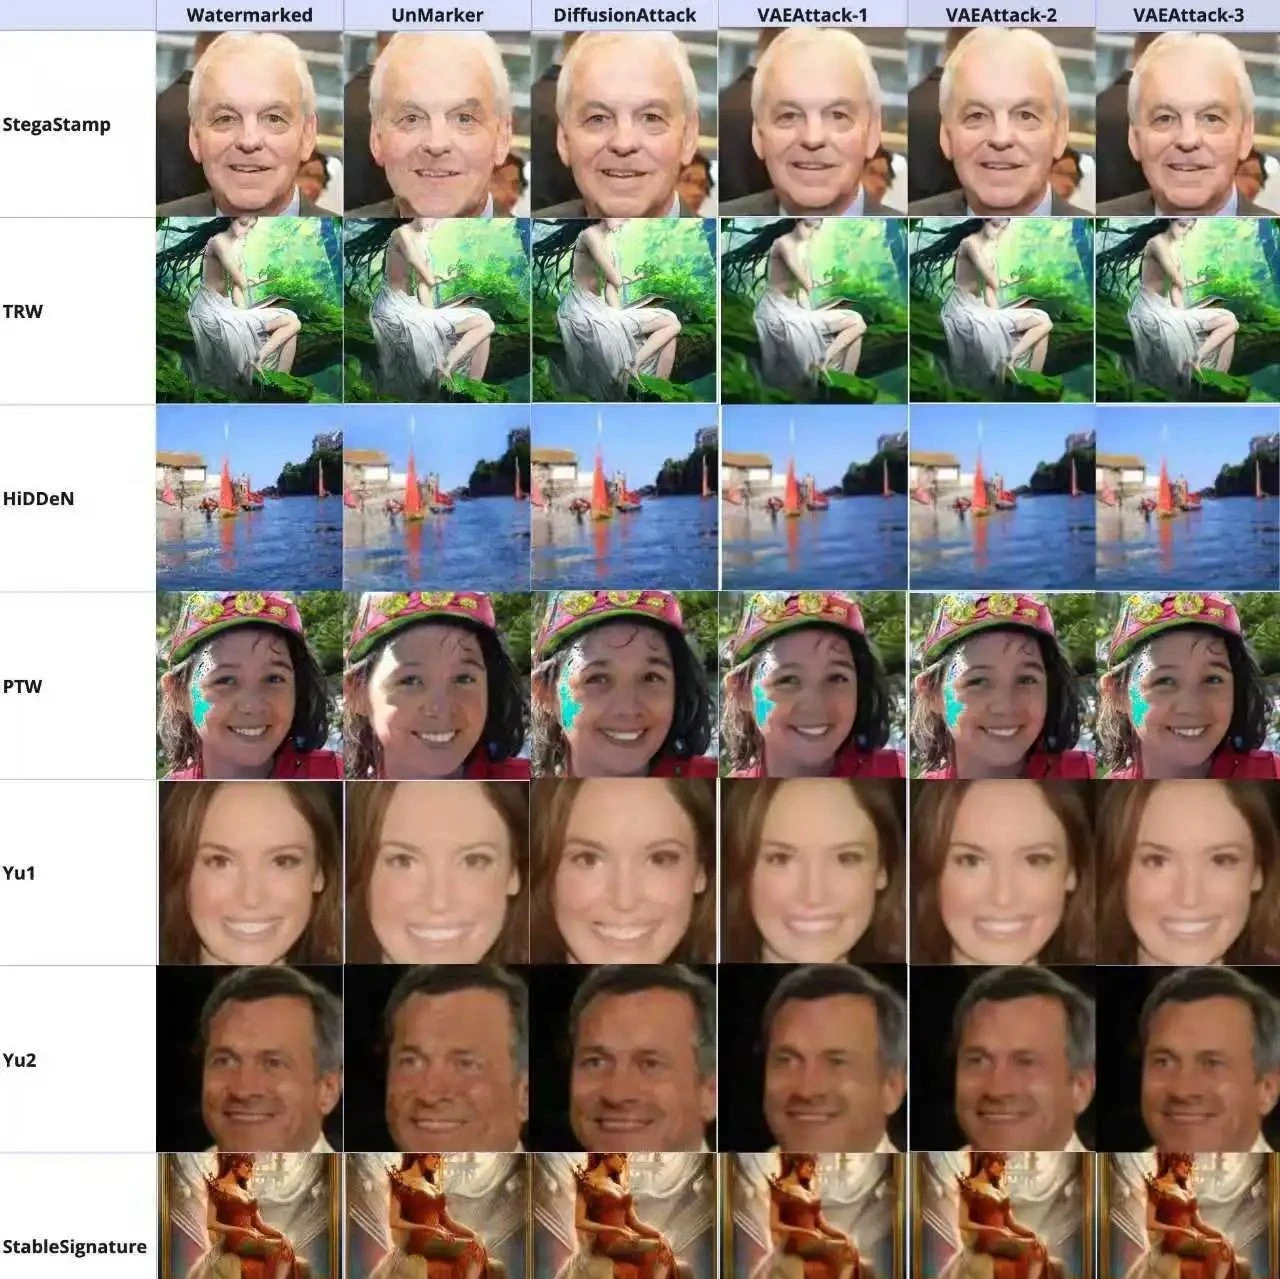 Watermarked UnMarker DiffusionAttack VAEAttack-1 VAEAttack-2 VAEAttack-3
StegaStamp
TRW
HiDDeN
PTW
Yu1
Yu2
StableSignature